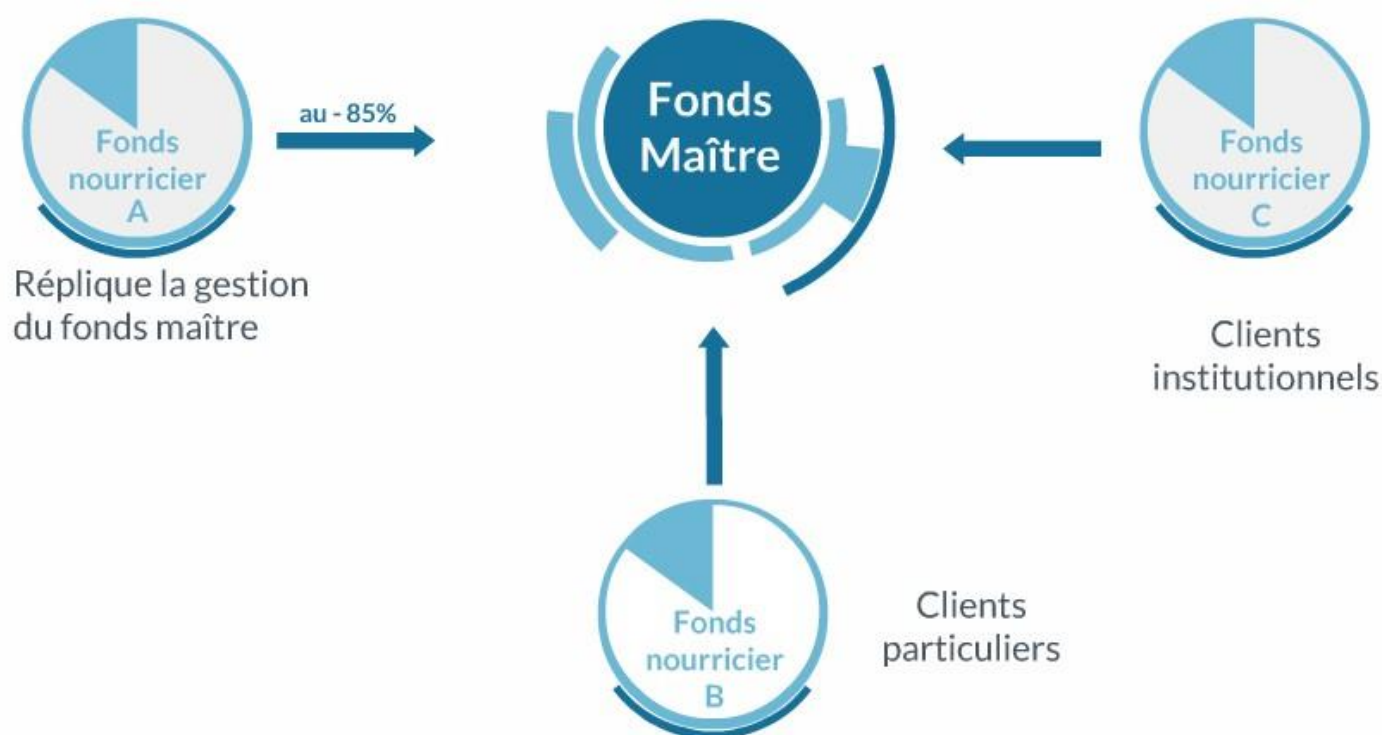 Fonds
nourricier
A
au - 85%
Fonds
Maître
Fonds
nourricier
C
Réplique la gestion
du fonds maître
Clients
institutionnels
Fonds
nourricier
B
Clients
particuliers